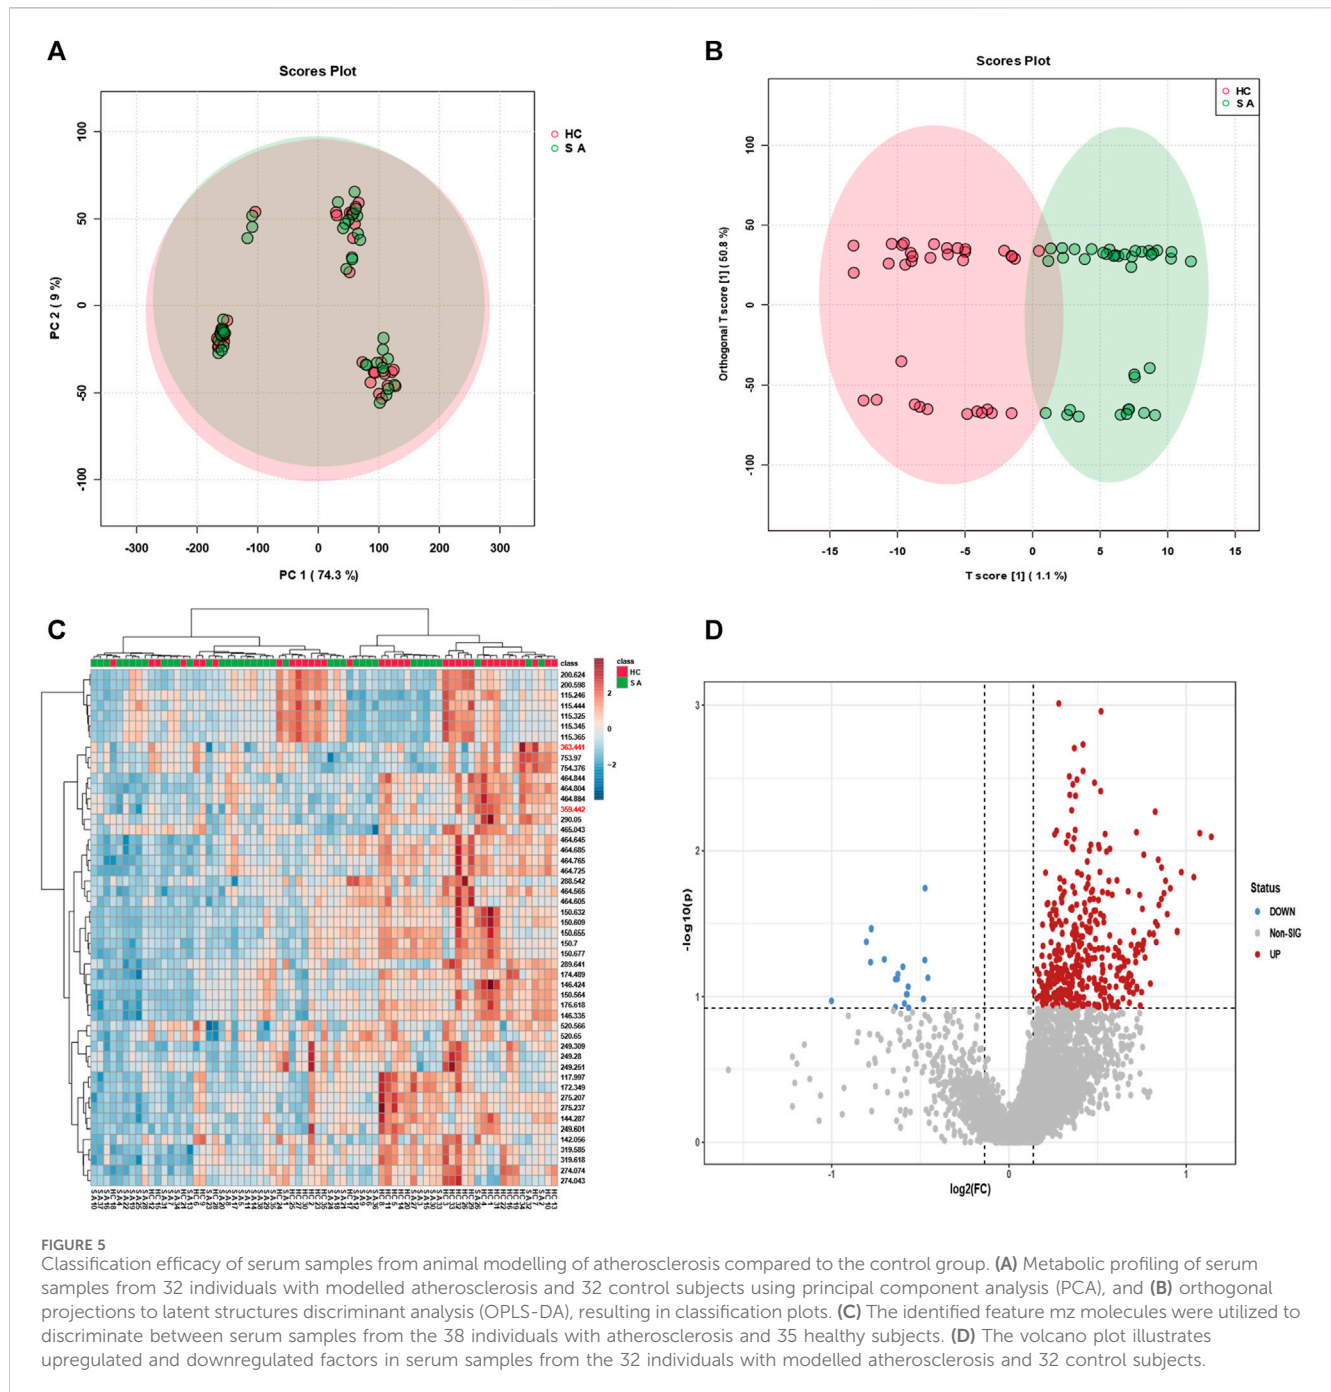 A
Scores Plot
HC
S A
100
50
0
-50
-100
PC 2 ( 9 %)
-300
-200
-100
0
100
200
300
PC 1 ( 74.3 %)
B
Scores Plot
HC
S A
100
50
0
-50
-100
Orthogonal T score [1] ( 50.8 %)
-15
-10
-5
0
5
10
15
T score [1] ( 1.1 %)
C
class
200.624
200.598
115.246
115.444
115.325
115.345
115.365
363.441
753.97
754.376
464.844
464.804
464.884
359.442
290.05
465.043
464.645
464.685
464.765
464.725
288.542
464.565
464.605
150.632
150.609
150.655
150.7
150.677
289.641
174.489
146.424
150.564
176.618
146.335
520.566
520.65
249.309
249.28
249.251
117.997
172.349
275.207
275.237
144.287
249.601
142.056
319.585
319.618
274.074
274.043
class
HC
S A
2
0
−2
D
3
2
1
0
-log10(p)
-1
0
1
log2(FC)
Status
DOWN
Non-SIG
UP
FIGURE 5
Classification efficacy of serum samples from animal modelling of atherosclerosis compared to the control group. (A) Metabolic profiling of serum
samples from 32 individuals with modelled atherosclerosis and 32 control subjects using principal component analysis (PCA), and (B) orthogonal
projections to latent structures discriminant analysis (OPLS-DA), resulting in classification plots. (C) The identified feature mz molecules were utilized to
discriminate between serum samples from the 38 individuals with atherosclerosis and 35 healthy subjects. (D) The volcano plot illustrates
upregulated and downregulated factors in serum samples from the 32 individuals with modelled atherosclerosis and 32 control subjects.